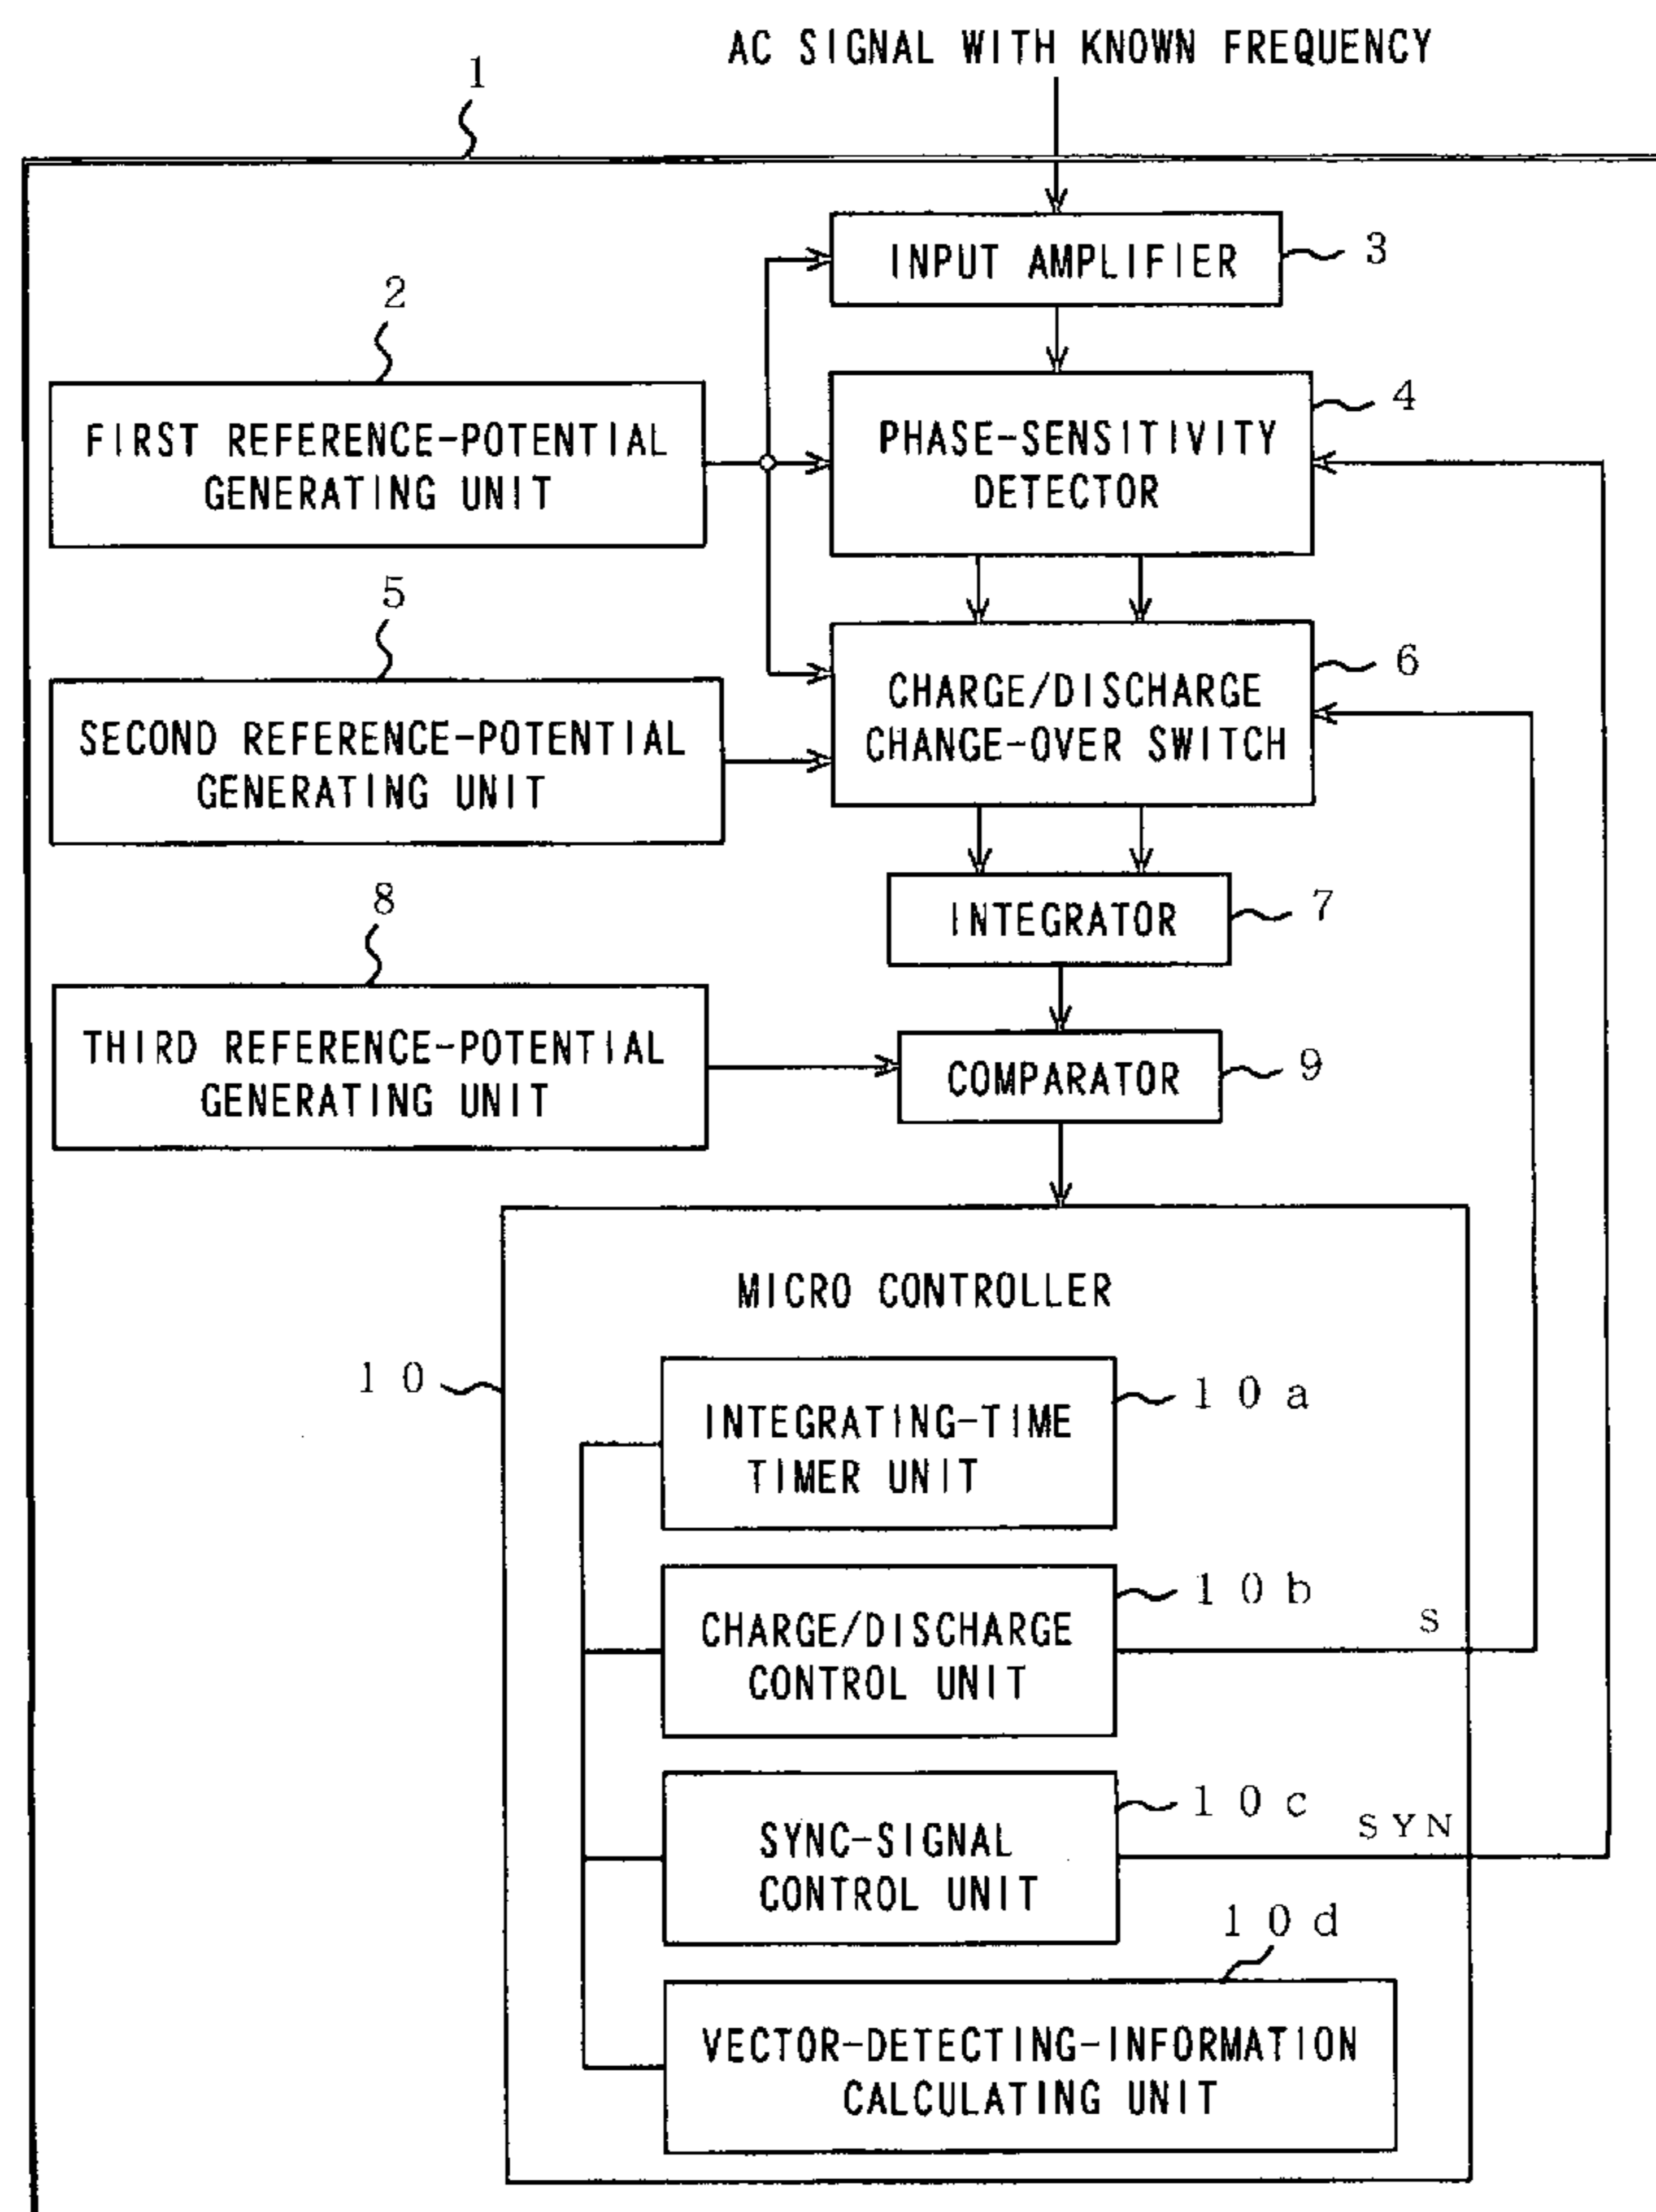 AC SIGNAL WITH KNOWN FREQUENCY
1
INPUT AMPLIFIER
3
2
FIRST REFERENCE-POTENTIAL
GENERATING UNIT
PHASE-SENSITIVITY
DETECTOR
4
5
SECOND REFERENCE-POTENTIAL
GENERATING UNIT
CHARGE/DISCHARGE
CHANGE-OVER SWITCH
6
INTEGRATOR
7
8
THIRD REFERENCE-POTENTIAL
GENERATING UNIT
COMPARATOR
9
MICRO CONTROLLER
10
INTEGRATING-TIME
TIMER UNIT
10a
CHARGE/DISCHARGE
CONTROL UNIT
10b
S
SYNC-SIGNAL
CONTROL UNIT
10c
SYN
10d
VECTOR-DETECTING-INFORMATION
CALCULATING UNIT